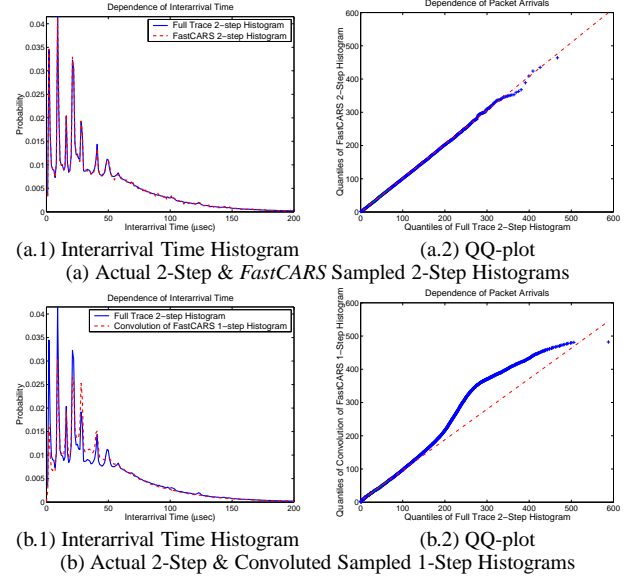 Dependence of Interarrival Time
Full Trace 2-step Histogram
FastCARS 2-step Histogram
Probability
0.04
0.035
0.03
0.025
0.02
0.015
0.01
0.005
0
0 50 100 150 200
Interarrival Time (μsec)
Dependence of Packet Arrivals
Quantiles of FastCARS 2-Step Histogram
600
500
400
300
200
100
0
0 100 200 300 400 500 600
Quantiles of Full Trace 2-Step Histogram
(a.1) Interarrival Time Histogram
(a.2) QQ-plot
(a) Actual 2-Step & FastCARS Sampled 2-Step Histograms
Dependence of Interarrival Time
Full Trace 2-step Histogram
Convolution of FastCARS 1-step Histogram
Probability
0.04
0.035
0.03
0.025
0.02
0.015
0.01
0.005
0
0 50 100 150 200
Interarrival Time (μsec)
Dependence of Packet Arrivals
Quantiles of Convolution of FastCARS 1-Step Histogram
600
500
400
300
200
100
0
0 100 200 300 400 500 600
Quantiles of Full Trace 2-Step Histogram
(b.1) Interarrival Time Histogram
(b.2) QQ-plot
(b) Actual 2-Step & Convoluted Sampled 1-Step Histograms